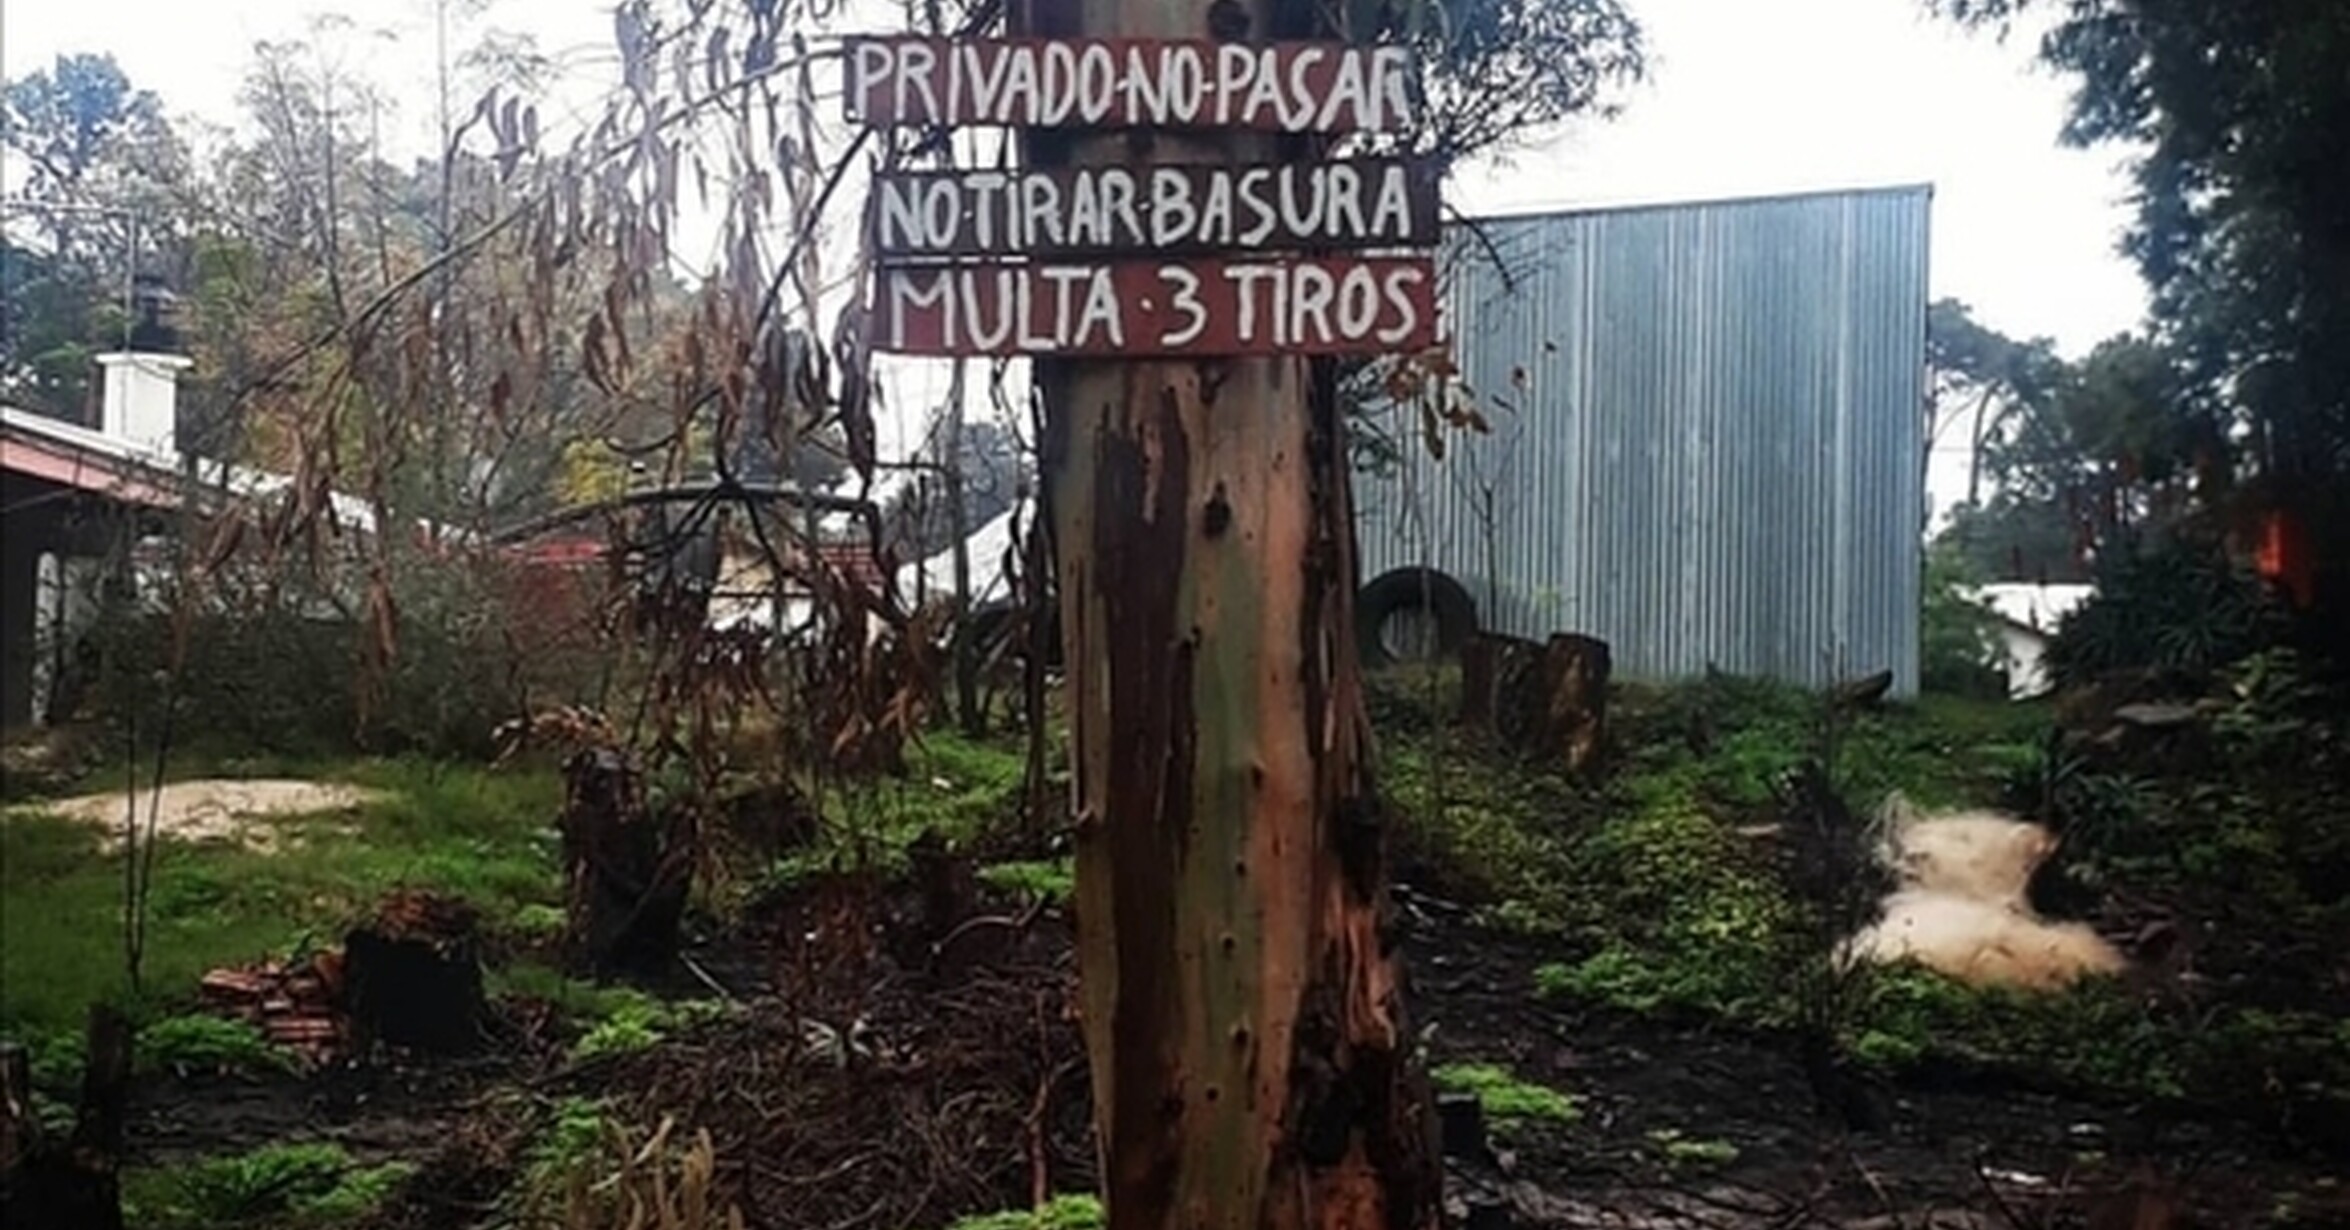 PRIVADO-NO-PASAR
NO-TIRAR-BASURA
MULTA · 3 TIROS